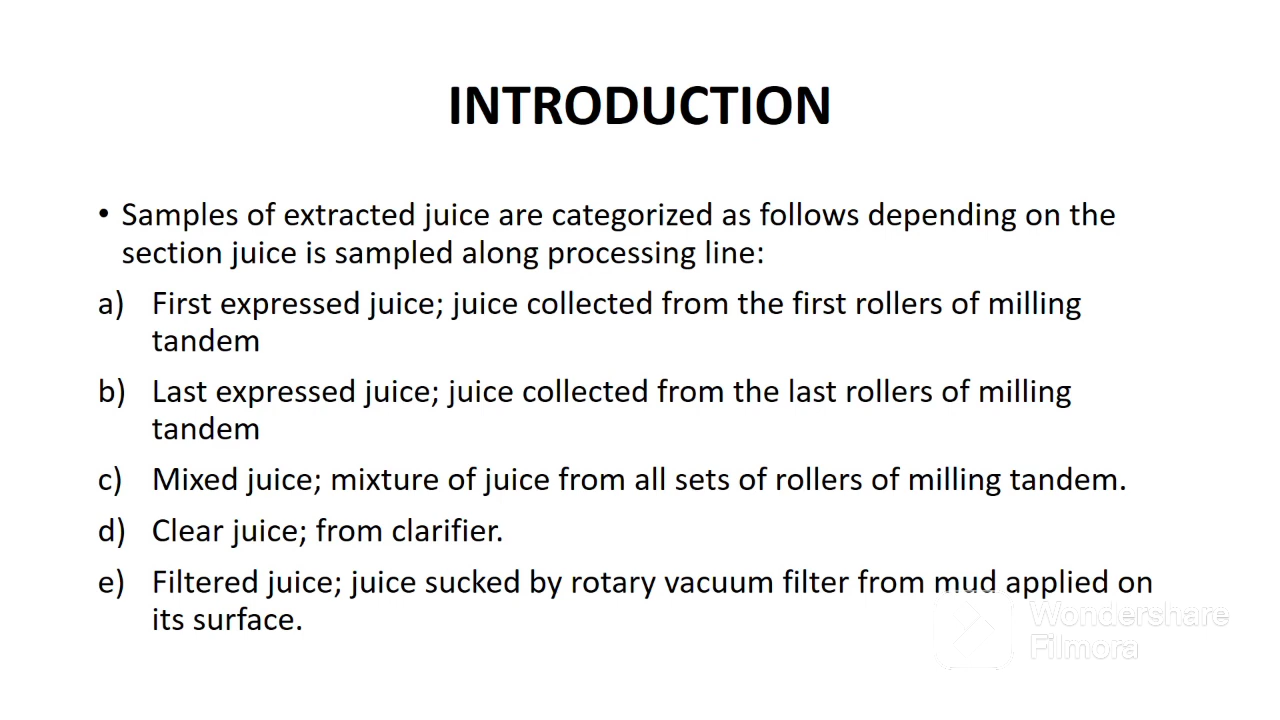 INTRODUCTION
• Samples of extracted juice are categorized as follows depending on the
section juice is sampled along processing line:
a) First expressed juice; juice collected from the first rollers of milling
tandem
b) Last expressed juice; juice collected from the last rollers of milling
tandem
c) Mixed juice; mixture of juice from all sets of rollers of milling tandem.
d) Clear juice; from clarifier.
e) Filtered juice; juice sucked by rotary vacuum filter from mud applied on
its surface.
Wondershare
Filmora